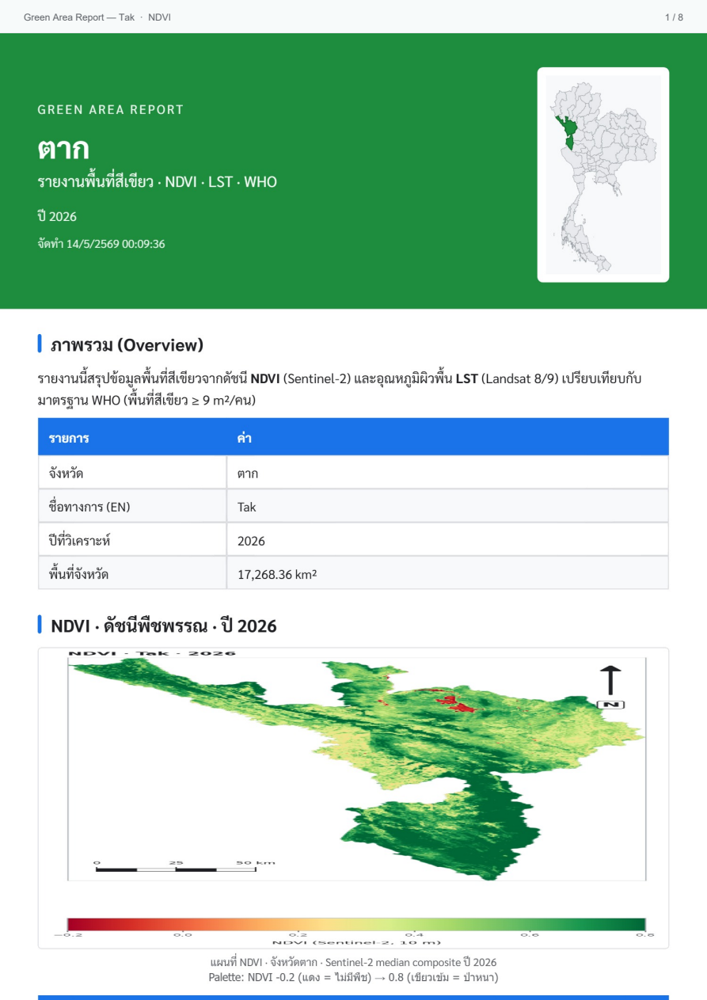 Green Area Report — Tak · NDVI
1 / 8
GREEN AREA REPORT
ตาก
รายงานพื้นที่สีเขียว · NDVI · LST · WHO
ปี 2026
จัดทำ 14/5/2569 00:09:36
ภาพรวม (Overview)
รายงานนี้สรุปข้อมูลพื้นที่สีเขียวจากดัชนี NDVI (Sentinel-2) และอุณหภูมิผิวพื้น LST (Landsat 8/9) เปรียบเทียบกับ
มาตรฐาน WHO (พื้นที่สีเขียว ≥ 9 m²/คน)
รายการ ค่า
จังหวัด ตาก
ชื่อทางการ (EN) Tak
ปีที่วิเคราะห์ 2026
พื้นที่จังหวัด 17,268.36 km²
NDVI · ดัชนีพืชพรรณ · ปี 2026
NDVI · Tak · 2026
N
0 25 50 km
−0.2 0.0 0.2 0.4 0.6 0.8
NDVI (Sentinel-2, 10 m)
แผนที่ NDVI · จังหวัดตาก · Sentinel-2 median composite ปี 2026
Palette: NDVI -0.2 (แดง = ไม่มีพืช) → 0.8 (เขียวเข้ม = ป่าหนา)